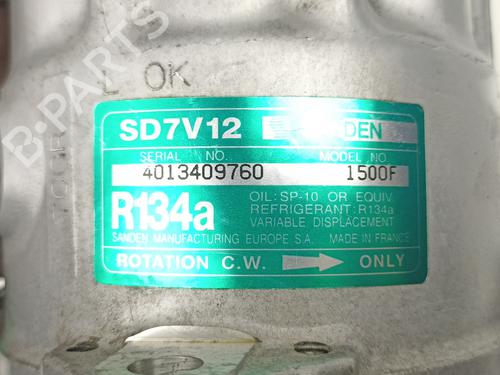 L OK
SD7V12
SERIAL NO. MODEL NO
4013409760 1500F
R134a
OIL: SP-10 OR EQUIV.
REFRIGERANT: R134a
VARIABLE DISPLACEMENT
SANDEN MANUFACTURING EUROPE S.A. MADE IN FRANCE
ROTATION C.W. ONLY
B-PARTS